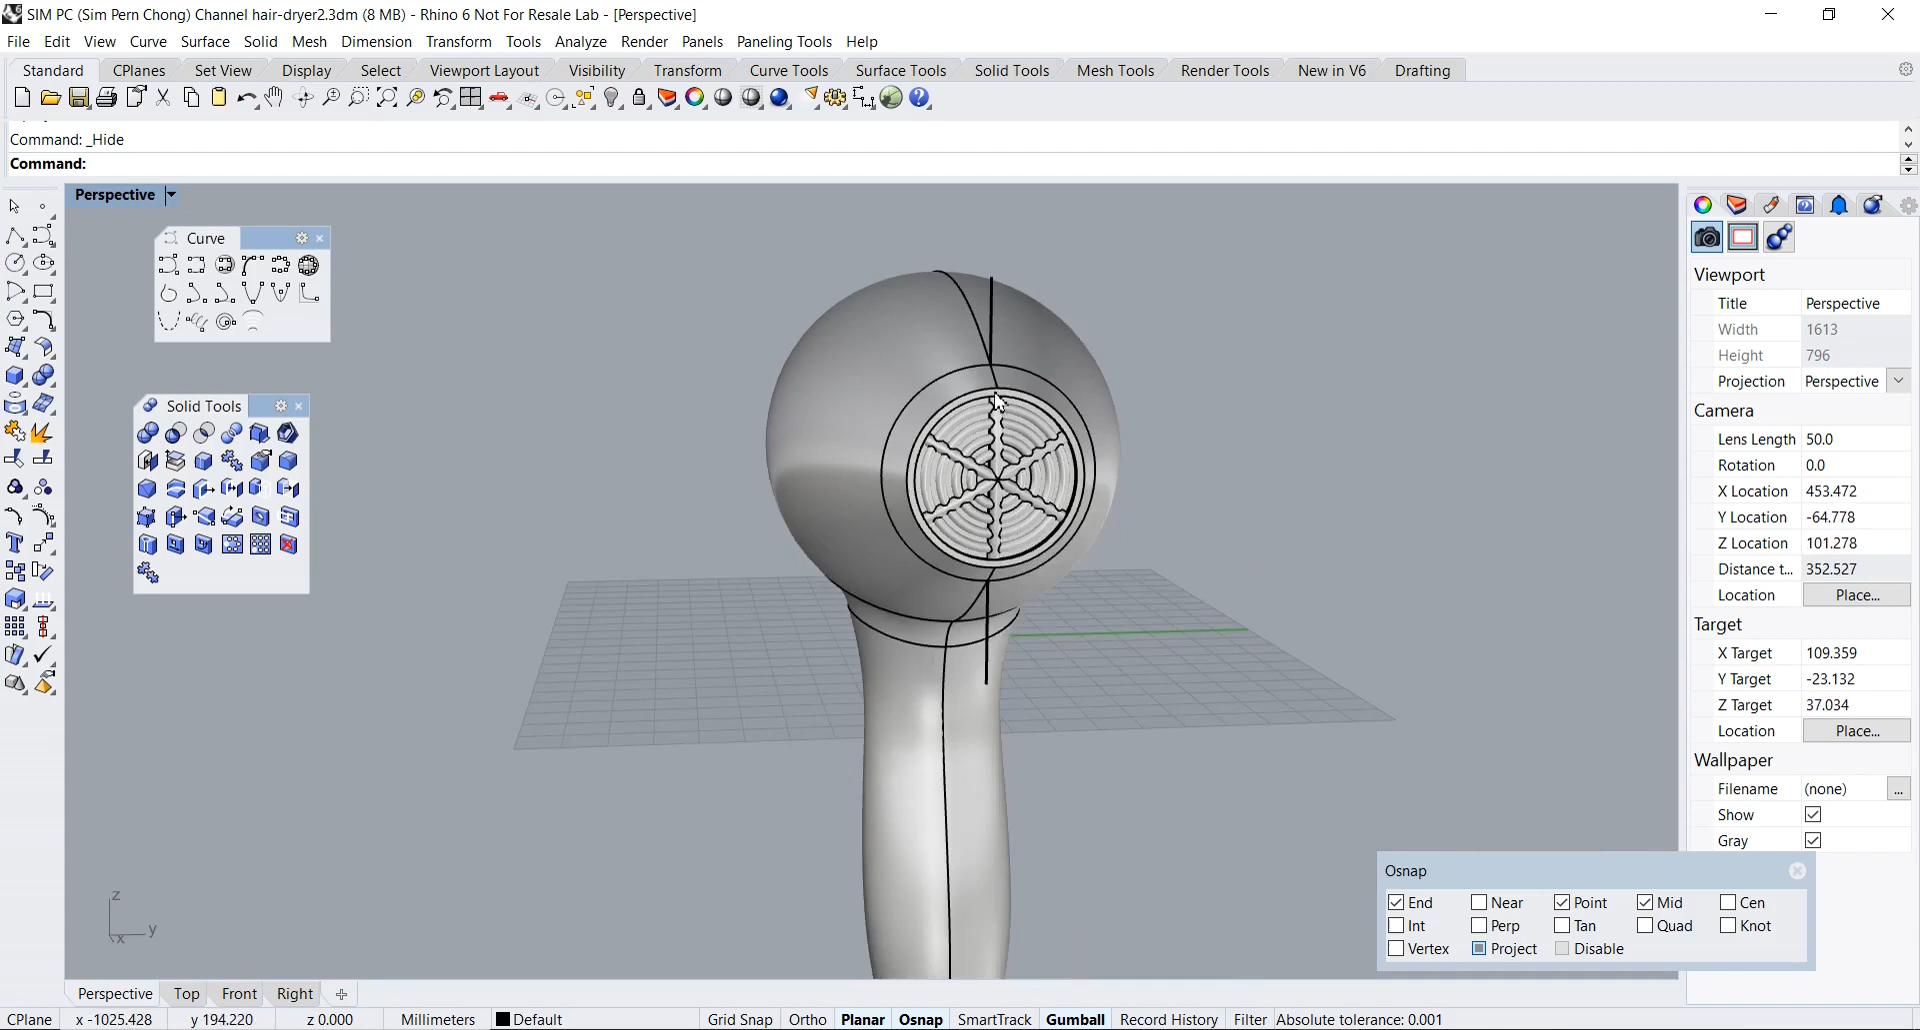 SIM PC (Sim Pern Chong) Channel hair-dryer2.3dm (8 MB) - Rhino 6 Not For Resale Lab - [Perspective]
File Edit View Curve Surface Solid Mesh Dimension Transform Tools Analyze Render Panels Paneling Tools Help
Standard CPlanes Set View Display Select Viewport Layout Visibility Transform Curve Tools Surface Tools Solid Tools Mesh Tools Render Tools New in V6 Drafting
Command: _Hide
Command:
Perspective
Curve
Solid Tools
Viewport
Title Perspective
Width 1613
Height 796
Projection Perspective
Camera
Lens Length 50.0
Rotation 0.0
X Location 453.472
Y Location -64.778
Z Location 101.278
Distance t... 352.527
Location Place...
Target
X Target 109.359
Y Target -23.132
Z Target 37.034
Location Place...
Wallpaper
Filename (none) ...
Show
Gray
Osnap
End Near Point Mid Cen
Int Perp Tan Quad Knot
Vertex Project Disable
z
y
x
Perspective Top Front Right
CPlane x -1025.428 y 194.220 z 0.000 Millimeters Default Grid Snap Ortho Planar Osnap SmartTrack Gumball Record History Filter Absolute tolerance: 0.001